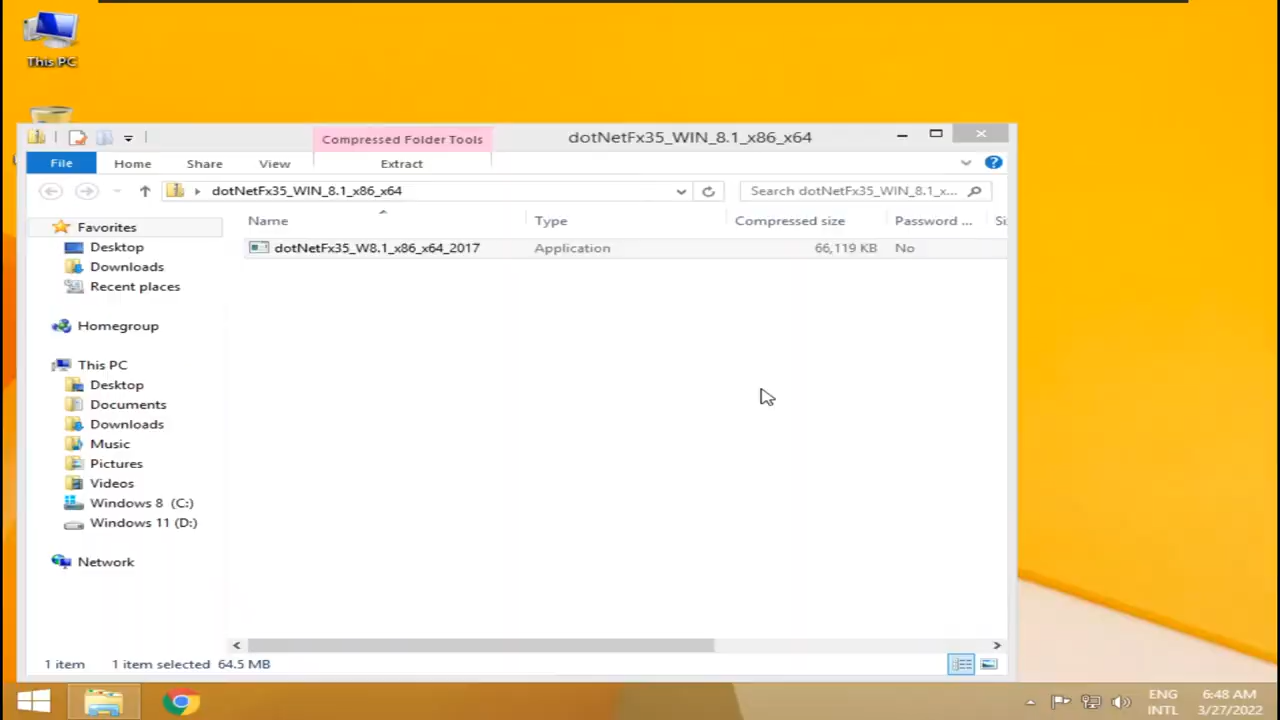 This PC
Compressed Folder Tools
dotNetFx35_WIN_8.1_x86_x64
File
Home
Share
View
Extract
dotNetFx35_WIN_8.1_x86_x64
Search dotNetFx35_WIN_8.1_x...
Name
Type
Compressed size
Password ...
Si
dotNetFx35_W8.1_x86_x64_2017
Application
66,119 KB
No
Favorites
Desktop
Downloads
Recent places
Homegroup
This PC
Desktop
Documents
Downloads
Music
Pictures
Videos
Windows 8 (C:)
Windows 11 (D:)
Network
1 item
1 item selected 64.5 MB
ENG
INTL
6:48 AM
3/27/2022